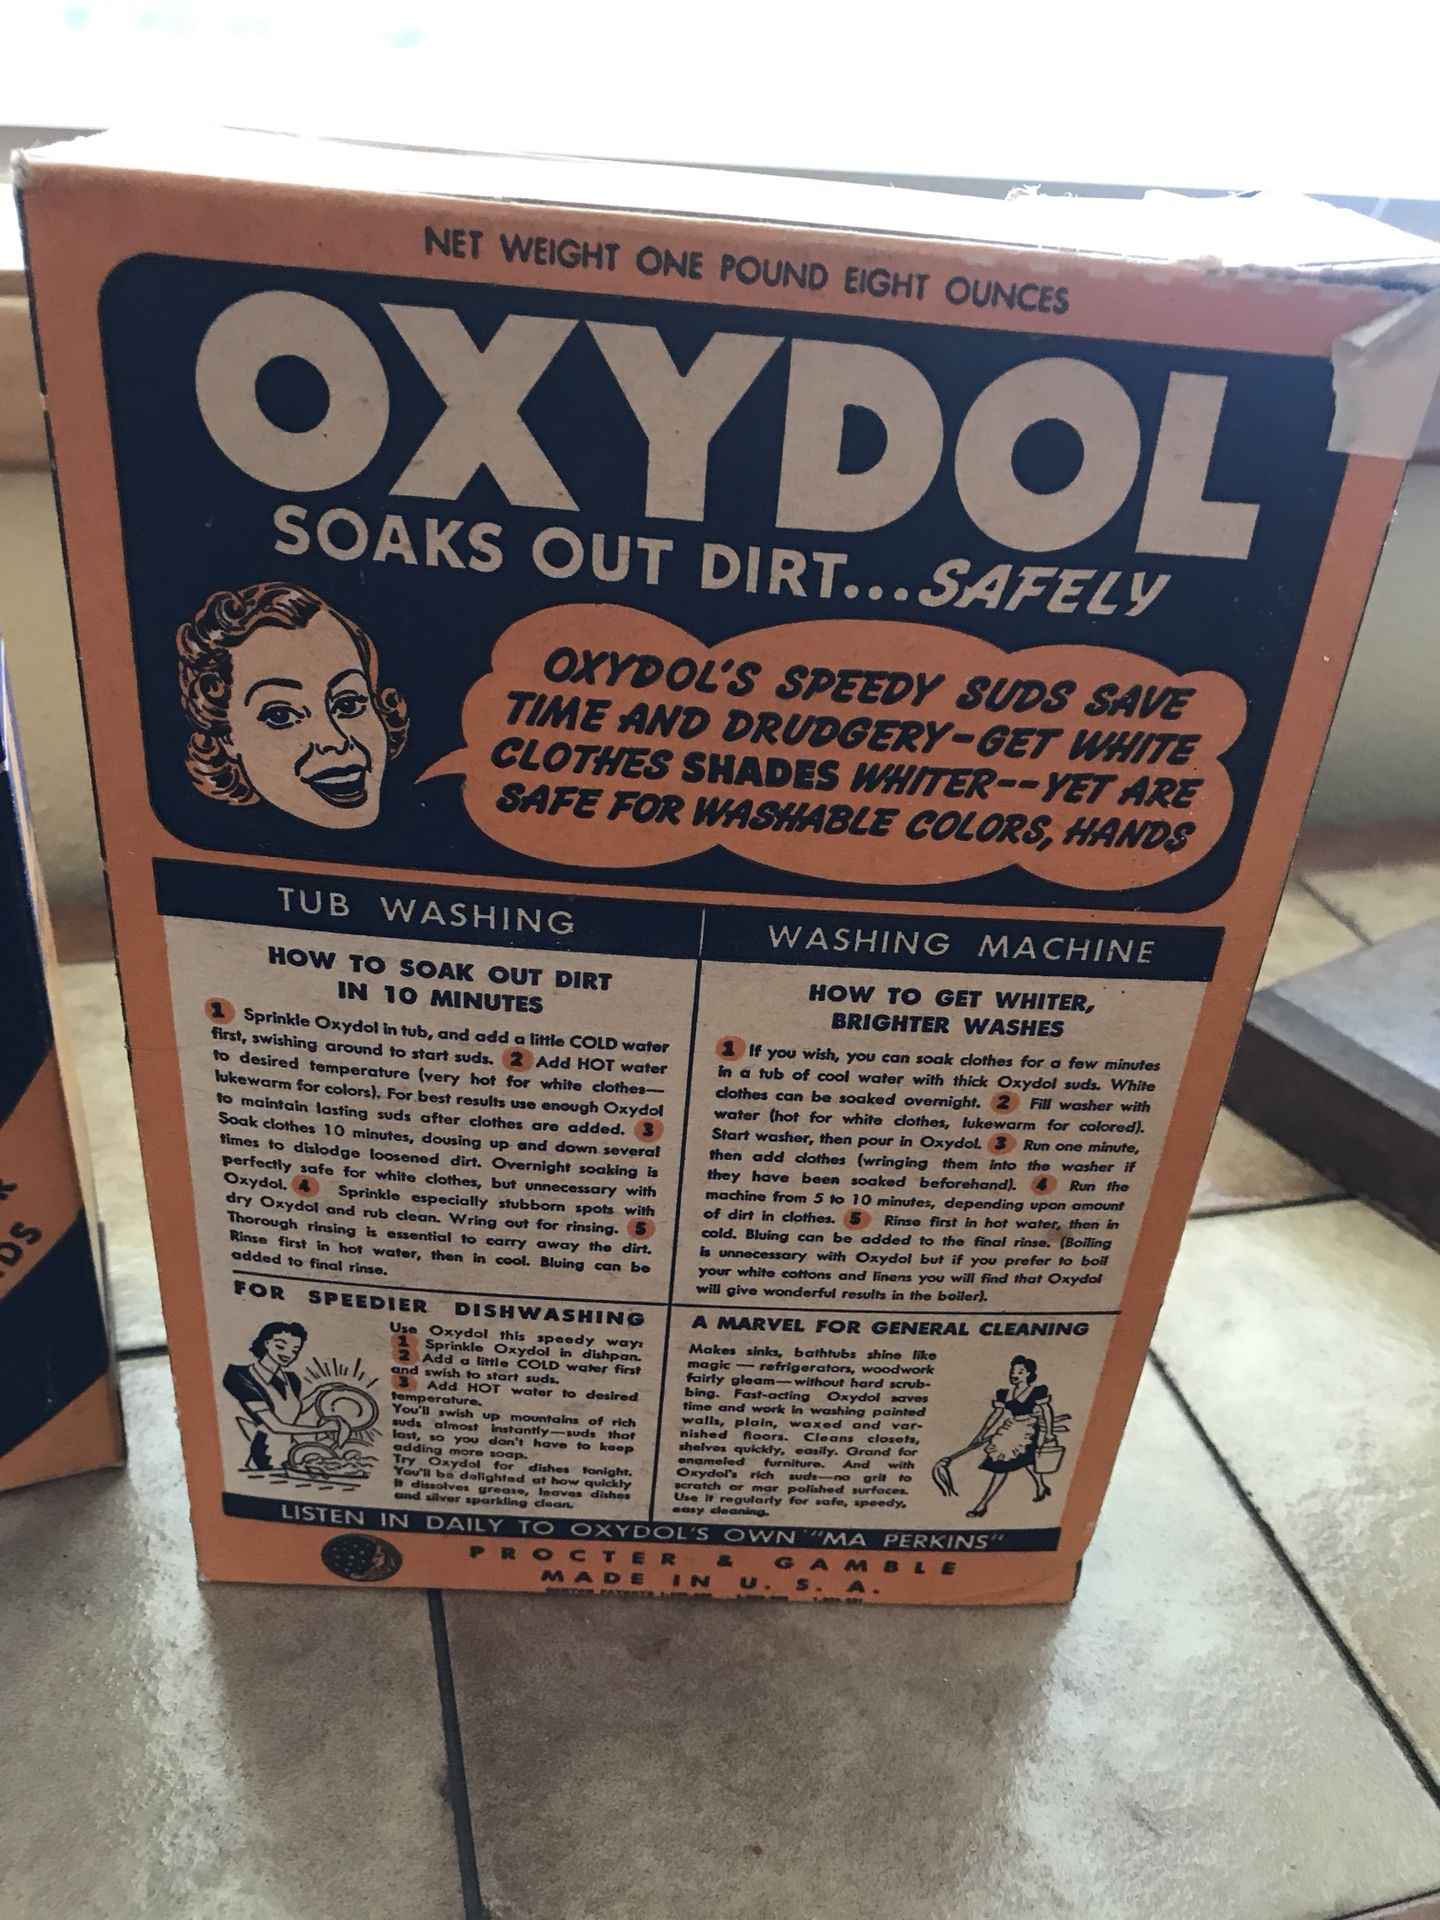 NET WEIGHT ONE POUND EIGHT OUNCES
OXYDOL
SOAKS OUT DIRT...SAFELY
OXYDOL'S SPEEDY SUDS SAVE
TIME AND DRUDGERY-GET WHITE
CLOTHES SHADES WHITER--YET ARE
SAFE FOR WASHABLE COLORS, HANDS
TUB WASHING
HOW TO SOAK OUT DIRT
IN 10 MINUTES
1 Sprinkle Oxydol in tub, and add a little COLD water
first, swishing around to start suds. 2 Add HOT water
to desired temperature (very hot for white clothes—
lukewarm for colors). For best results use enough Oxydol
to maintain lasting suds after clothes are added. 3
Soak clothes 10 minutes, dousing up and down several
times to dislodge loosened dirt. Overnight soaking is
perfectly safe for white clothes, but unnecessary with
Oxydol. 4 Sprinkle especially stubborn spots with
dry Oxydol and rub clean. Wring out for rinsing. 5
Thorough rinsing is essential to carry away the dirt.
Rinse first in hot water, then in cool. Bluing can be
added to final rinse.
WASHING MACHINE
HOW TO GET WHITER,
BRIGHTER WASHES
1 If you wish, you can soak clothes for a few minutes
in a tub of cool water with thick Oxydol suds. White
clothes can be soaked overnight. 2 Fill washer with
water (hot for white clothes, lukewarm for colored).
Start washer, then pour in Oxydol. 3 Run one minute,
then add clothes (wringing them into the washer if
they have been soaked beforehand). 4 Run the
machine from 5 to 10 minutes, depending upon amount
of dirt in clothes. 5 Rinse first in hot water, then in
cold. Bluing can be added to the final rinse. (Boiling
is unnecessary with Oxydol but if you prefer to boil
your white cottons and linens you will find that Oxydol
will give wonderful results in the boiler).
FOR SPEEDIER DISHWASHING
Use Oxydol this speedy way:
1 Sprinkle Oxydol in dishpan.
2 Add a little COLD water first
and swish to start suds.
3 Add HOT water to desired
temperature.
You'll swish up mountains of rich
suds almost instantly—suds that
last, so you don't have to keep
adding more soap.
Try Oxydol for dishes tonight.
You'll be delighted at how quickly
it dissolves grease, leaves dishes
and silver sparkling clean.
A MARVEL FOR GENERAL CLEANING
Makes sinks, bathtubs shine like
magic — refrigerators, woodwork
fairly gleam—without hard scrub-
bing. Fast-acting Oxydol saves
time and work in washing painted
walls, plain, waxed and var-
nished floors. Cleans closets,
shelves quickly, easily. Grand for
enameled furniture. And with
Oxydol's rich suds—no grit to
scratch or mar polished surfaces.
Use it regularly for safe, speedy,
easy cleaning.
LISTEN IN DAILY TO OXYDOL'S OWN "MA PERKINS"
PROCTER & GAMBLE
MADE IN U. S. A.